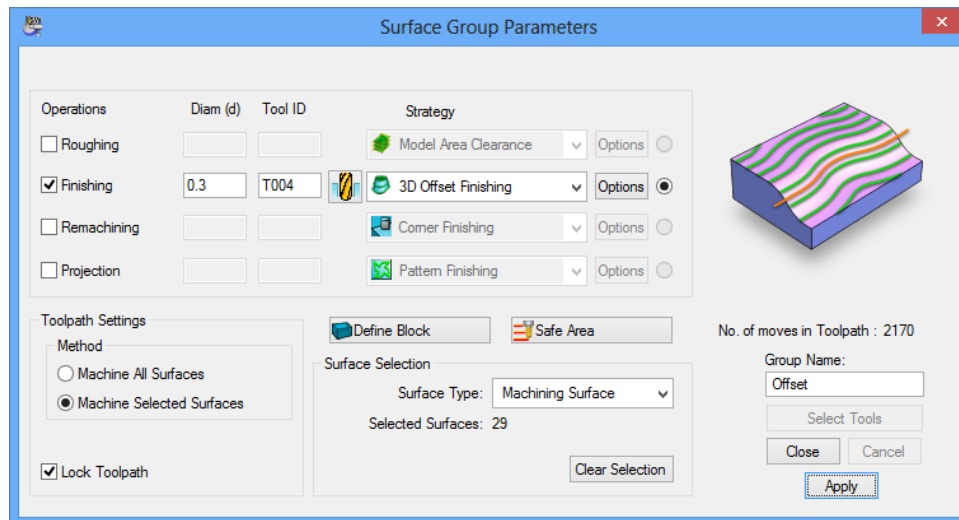 Surface Group Parameters
Operations Diam (d) Tool ID Strategy
Roughing Model Area Clearance Options
Finishing 0.3 T004 3D Offset Finishing Options
Remachining Corner Finishing Options
Projection Pattern Finishing Options
Toolpath Settings
Method
Machine All Surfaces
Machine Selected Surfaces
Lock Toolpath
Define Block Safe Area
Surface Selection
Surface Type: Machining Surface
Selected Surfaces: 29
Clear Selection
No. of moves in Toolpath : 2170
Group Name:
Offset
Select Tools
Close Cancel
Apply